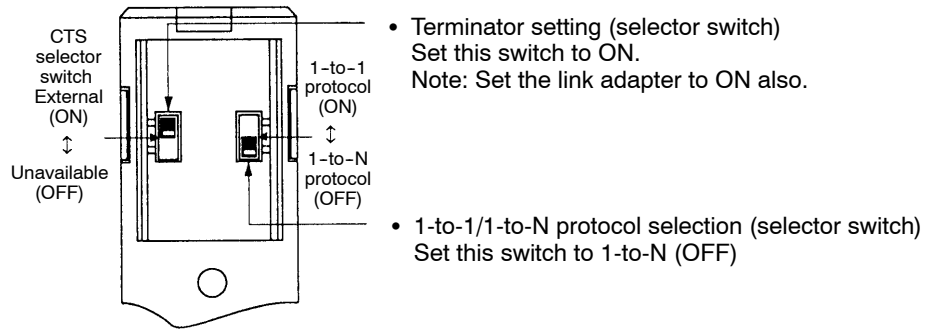 CTS
selector
switch
External
(ON)
↕
Unavailable
(OFF)
1-to-1
protocol
(ON)
↕
1-to-N
protocol
(OFF)
• Terminator setting (selector switch)
Set this switch to ON.
Note: Set the link adapter to ON also.
• 1-to-1/1-to-N protocol selection (selector switch)
Set this switch to 1-to-N (OFF)